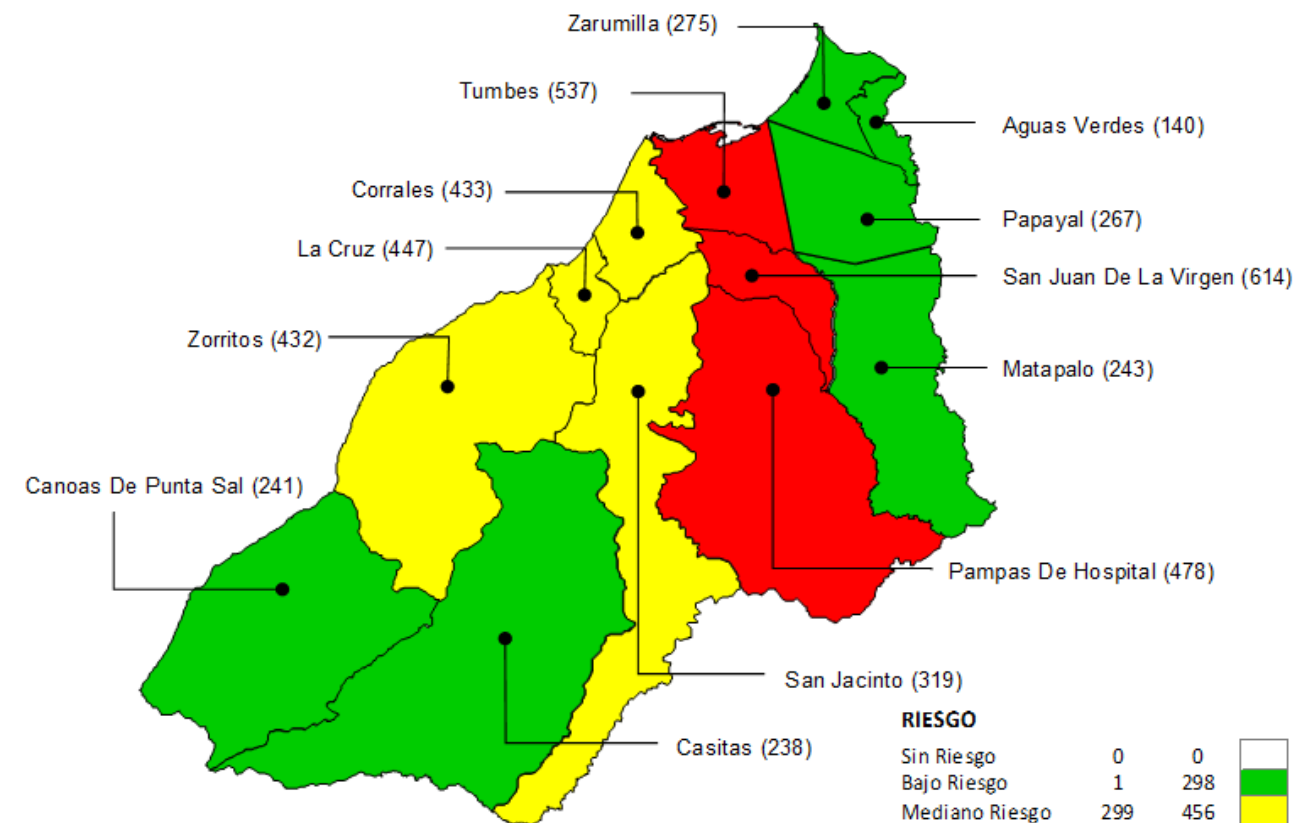 Zarumilla (275)
Tumbes (537)
Aguas Verdes (140)
Corrales (433)
Papayal (267)
La Cruz (447)
San Juan De La Virgen (614)
Zorritos (432)
Matapalo (243)
Canoas De Punta Sal (241)
Pampas De Hospital (478)
San Jacinto (319)
Casitas (238)
RIESGO
Sin Riesgo 0 0
Bajo Riesgo 1 298
Mediano Riesgo 299 456